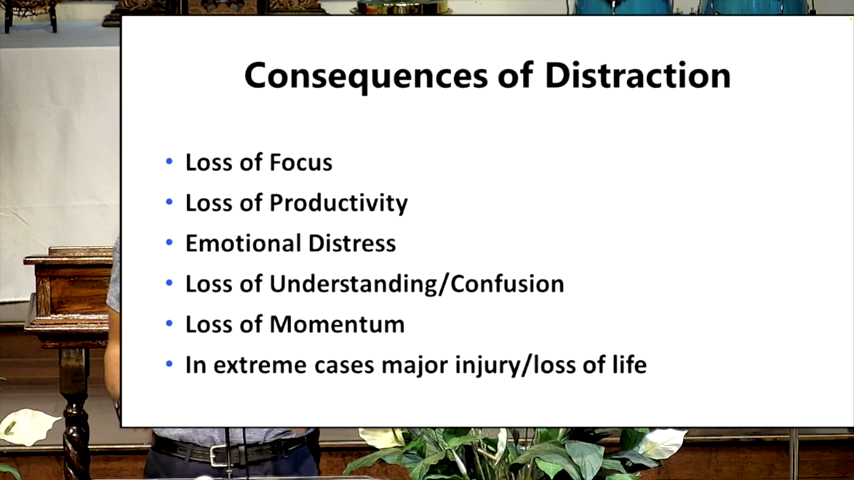 Consequences of Distraction
• Loss of Focus
• Loss of Productivity
• Emotional Distress
• Loss of Understanding/Confusion
• Loss of Momentum
• In extreme cases major injury/loss of life